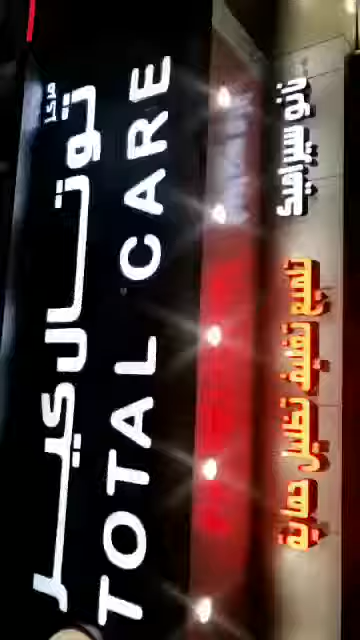 مركز
توتال كير
TOTAL CARE
تلميع تغليف تظليل حماية
نانو سيراميك